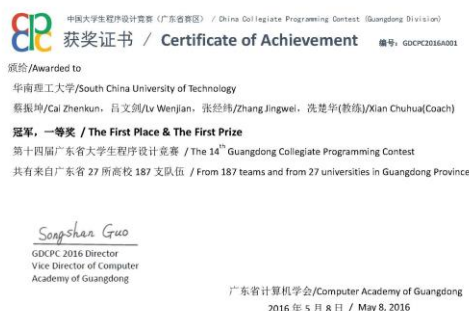 中国大学生程序设计竞赛（广东省赛区） / China Collegiate Programming Contest (Guangdong Division)
获奖证书 / Certificate of Achievement 编号：GDCPC2016A001
颁给/Awarded to
华南理工大学/South China University of Technology
蔡振坤/Cai Zhenkun，吕文剑/Lv Wenjian，张经纬/Zhang Jingwei，冼楚华(教练)/Xian Chuhua(Coach)
冠军，一等奖 / The First Place & The First Prize
第十四届广东省大学生程序设计竞赛 / The 14th Guangdong Collegiate Programming Contest
共有来自广东省 27 所高校 187 支队伍 / From 187 teams and from 27 universities in Guangdong Province
Songshan Guo
GDCPC 2016 Director
Vice Director of Computer
Academy of Guangdong
广东省计算机学会/Computer Academy of Guangdong
2016 年 5 月 8 日 / May 8, 2016